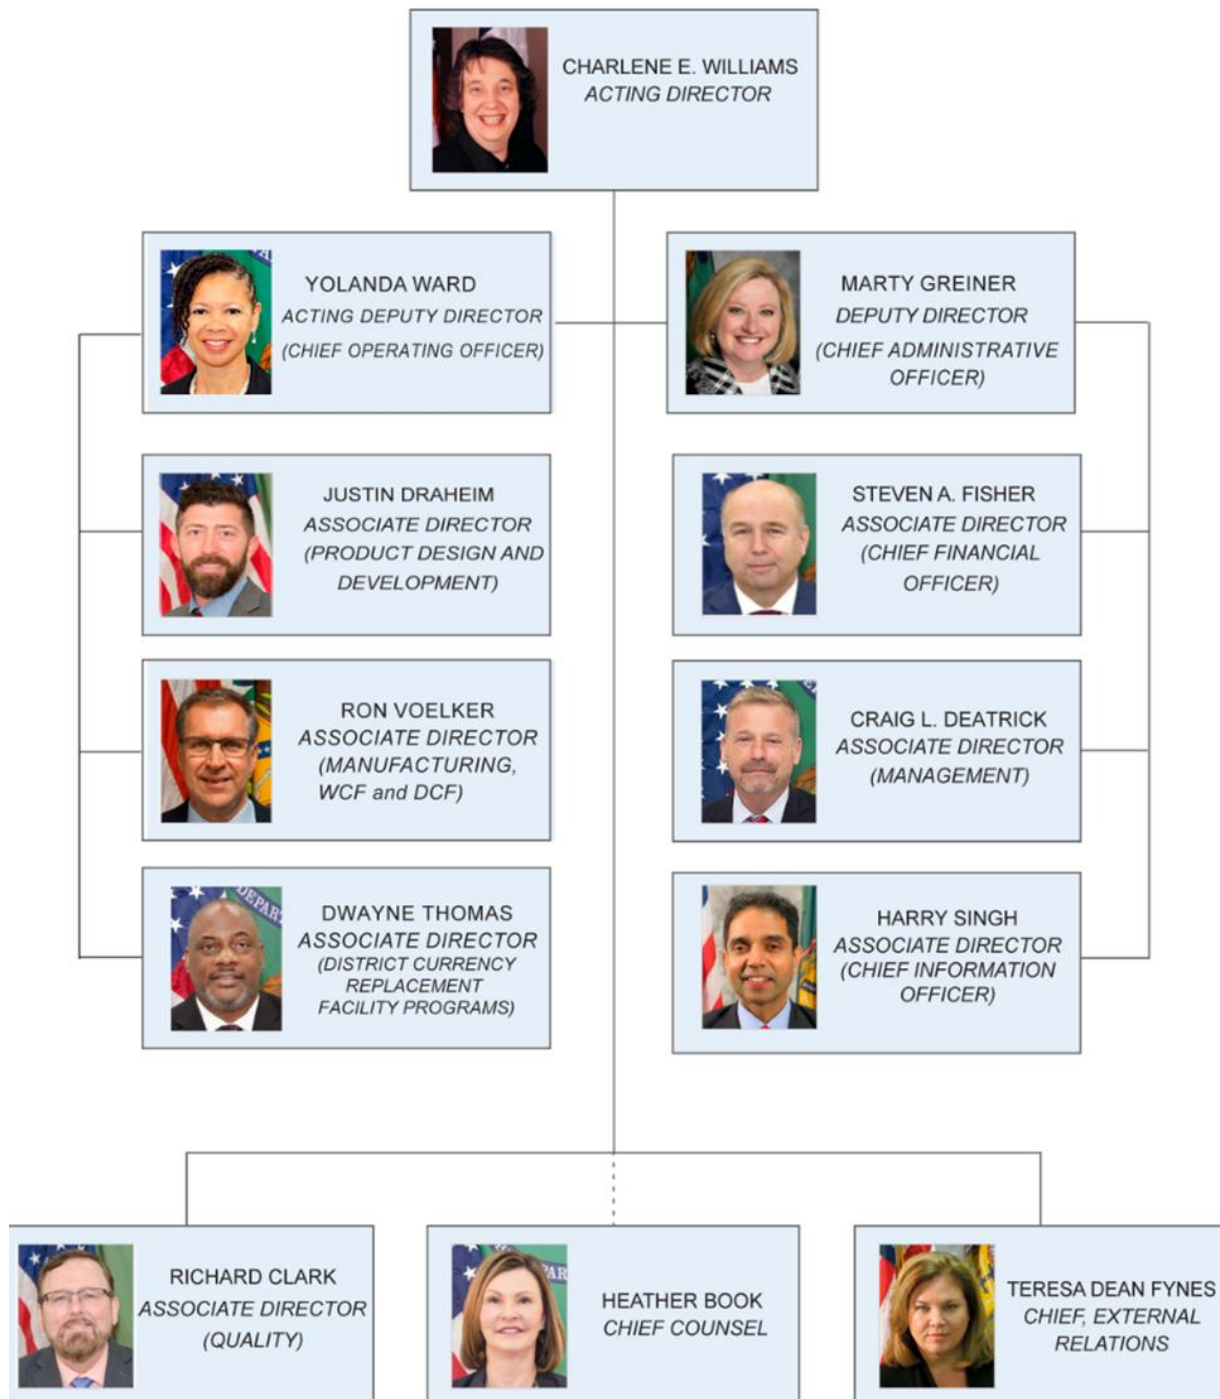 CHARLENE E. WILLIAMS
ACTING DIRECTOR
YOLANDA WARD
ACTING DEPUTY DIRECTOR
(CHIEF OPERATING OFFICER)
MARTY GREINER
DEPUTY DIRECTOR
(CHIEF ADMINISTRATIVE
OFFICER)
JUSTIN DRAHEIM
ASSOCIATE DIRECTOR
(PRODUCT DESIGN AND
DEVELOPMENT)
STEVEN A. FISHER
ASSOCIATE DIRECTOR
(CHIEF FINANCIAL
OFFICER)
RON VOELKER
ASSOCIATE DIRECTOR
(MANUFACTURING,
WCF and DCF)
CRAIG L. DEATRICK
ASSOCIATE DIRECTOR
(MANAGEMENT)
DWAYNE THOMAS
ASSOCIATE DIRECTOR
(DISTRICT CURRENCY
REPLACEMENT
FACILITY PROGRAMS)
HARRY SINGH
ASSOCIATE DIRECTOR
(CHIEF INFORMATION
OFFICER)
RICHARD CLARK
ASSOCIATE DIRECTOR
(QUALITY)
HEATHER BOOK
CHIEF COUNSEL
TERESA DEAN FYNES
CHIEF, EXTERNAL
RELATIONS